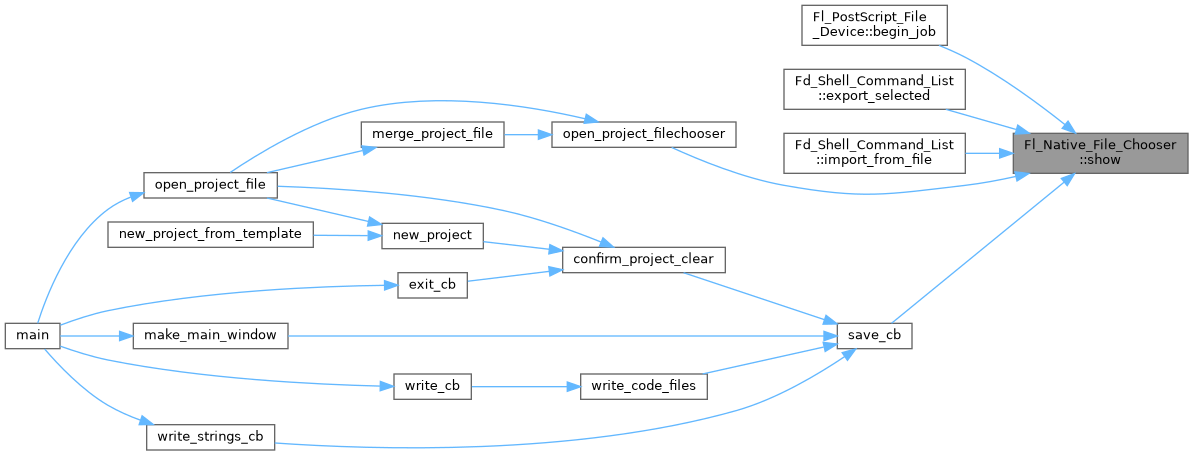 Fl_PostScript_File
_Device::begin_job
Fd_Shell_Command_List
::export_selected
merge_project_file
open_project_filechooser
Fd_Shell_Command_List
::import_from_file
Fl_Native_File_Chooser
::show
open_project_file
new_project_from_template
new_project
confirm_project_clear
exit_cb
main
make_main_window
save_cb
write_cb
write_code_files
write_strings_cb